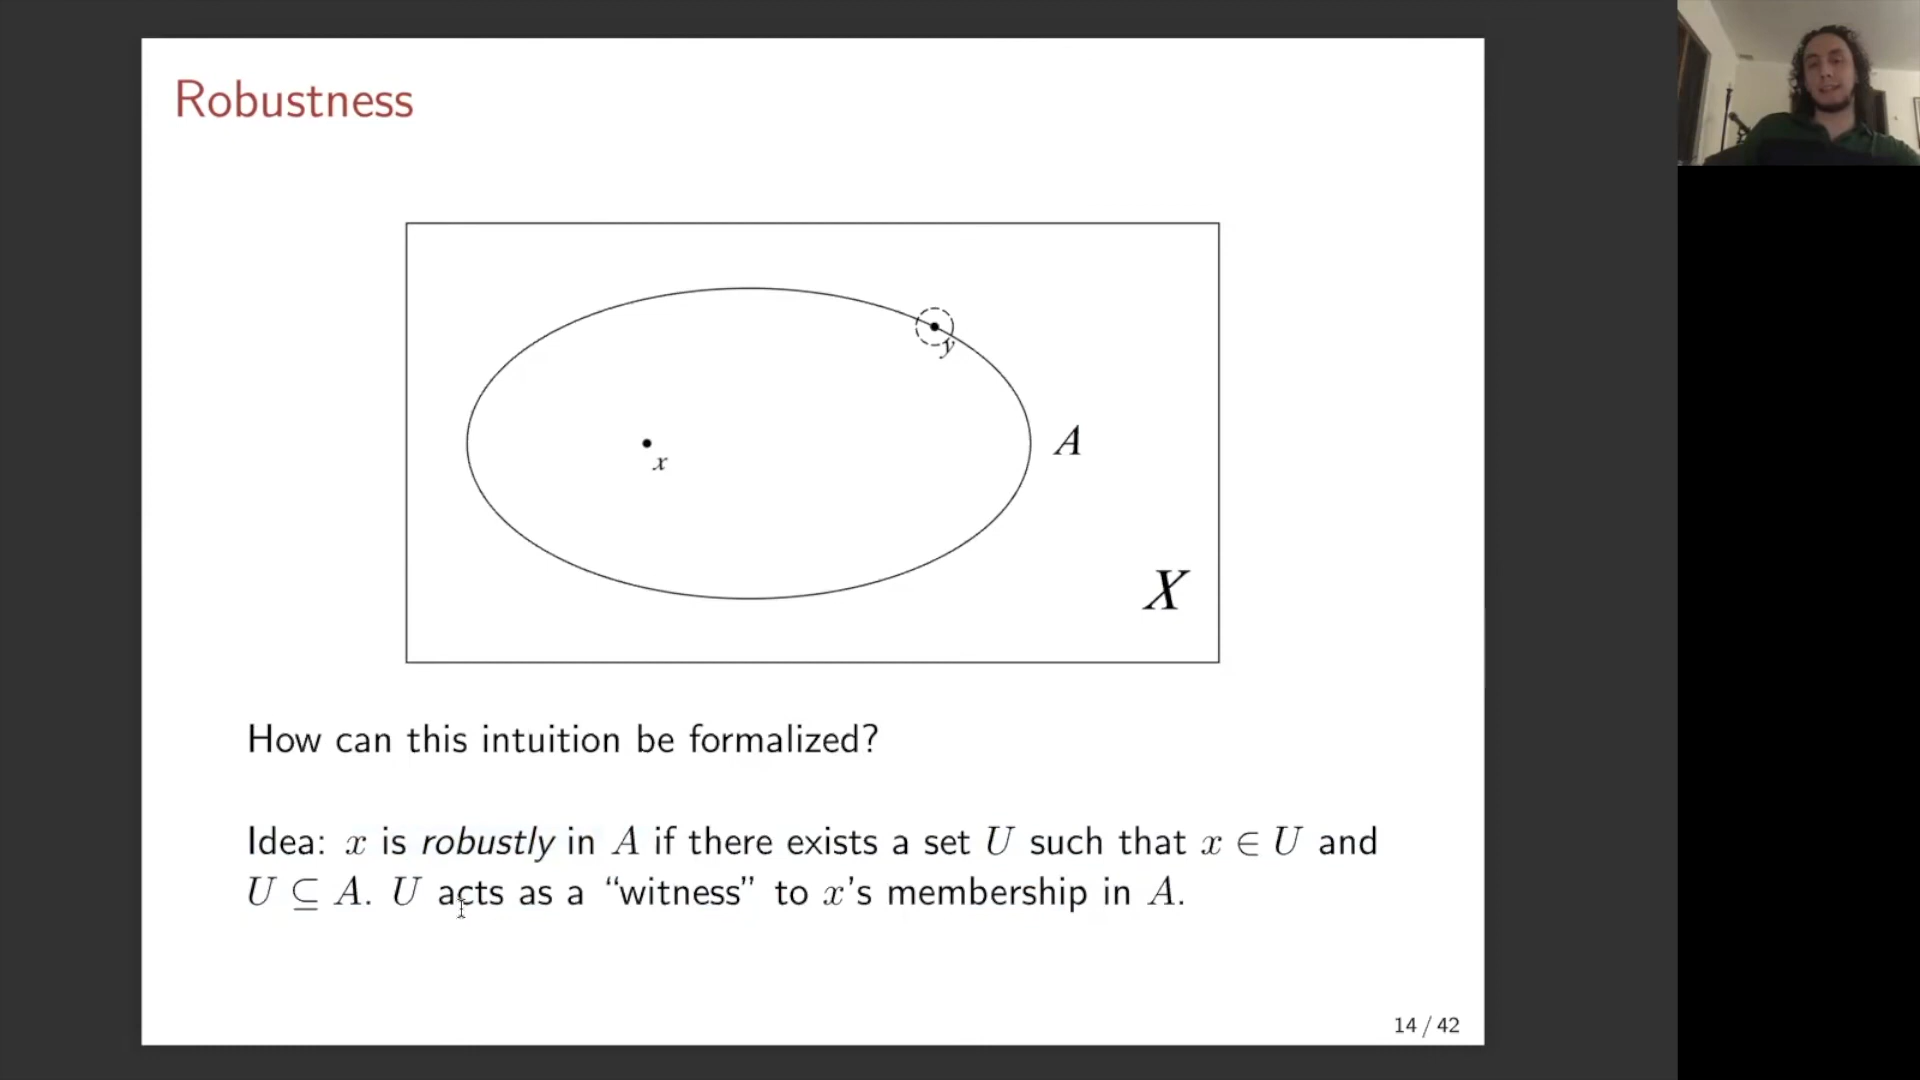 Robustness
y
A
x
X
How can this intuition be formalized?
Idea: x is robustly in A if there exists a set U such that x ∈ U and
U ⊆ A. U acts as a “witness” to x’s membership in A.
14 / 42